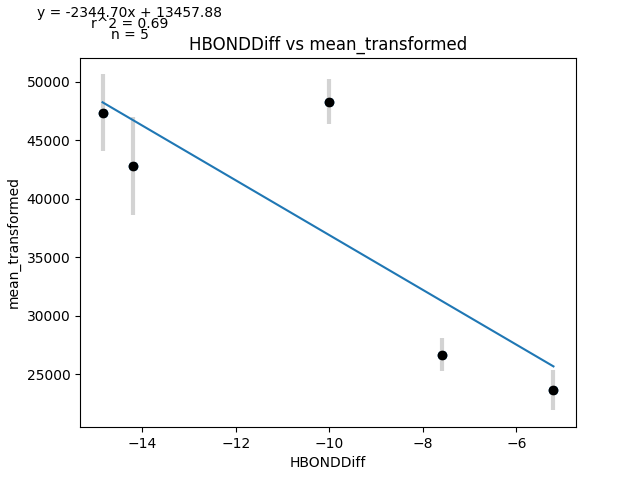 y = -2344.70x + 13457.88
r^2 = 0.69
n = 5
HBONDDiff vs mean_transformed
50000
45000
40000
35000
30000
25000
mean_transformed
−14
−12
−10
−8
−6
HBONDDiff